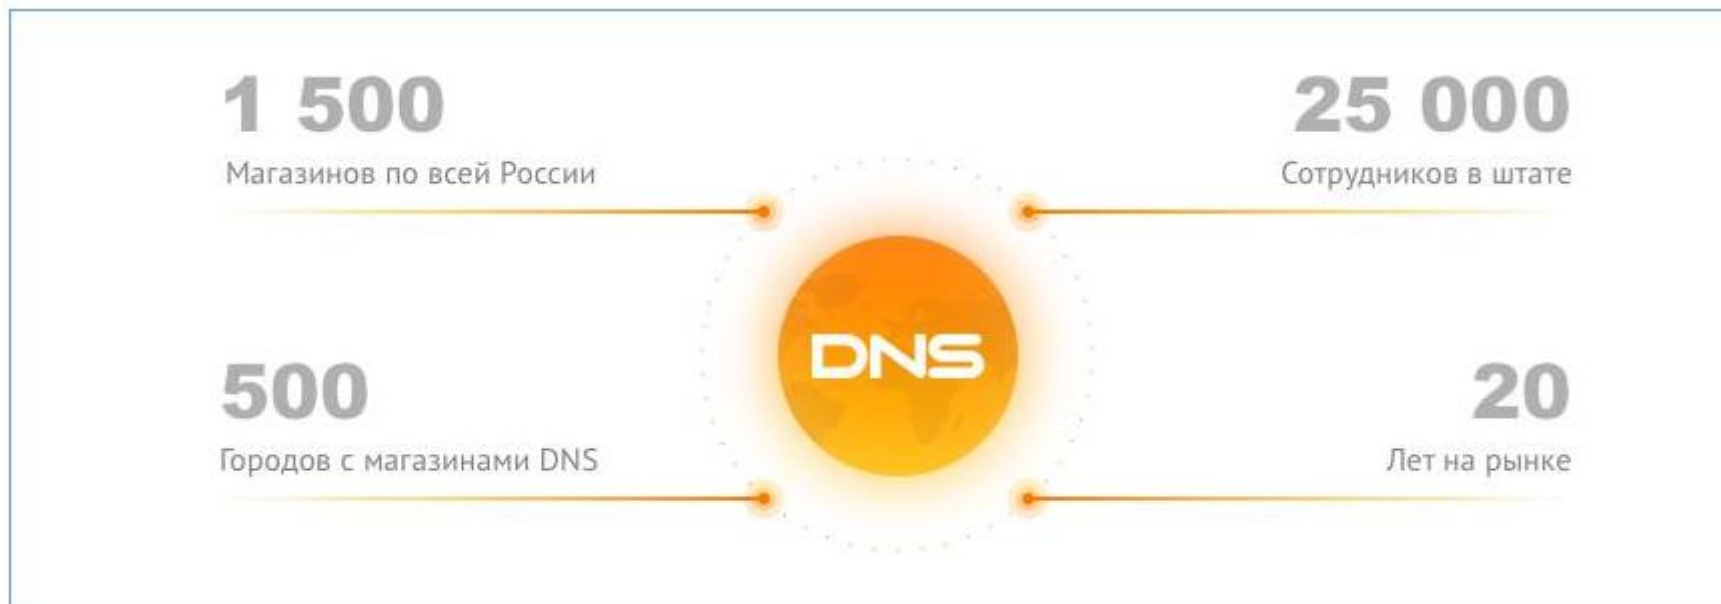 1 500
Магазинов по всей России
25 000
Сотрудников в штате
DNS
500
Городов с магазинами DNS
20
Лет на рынке